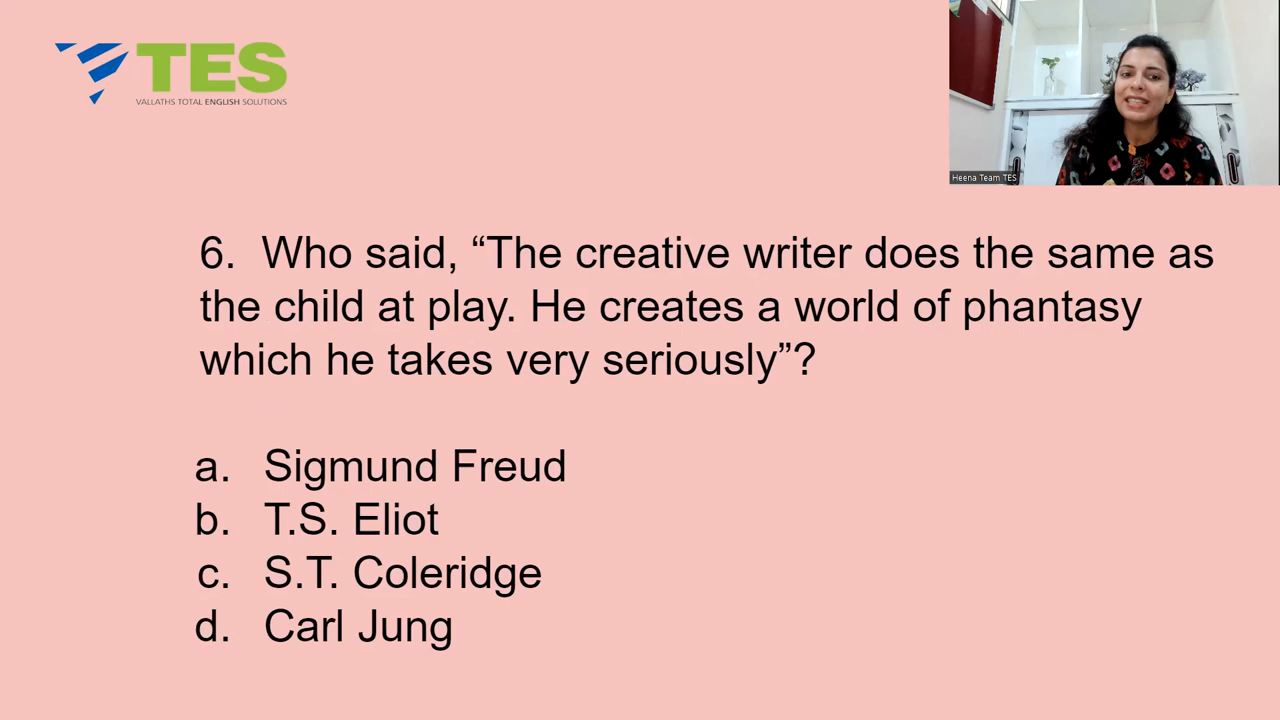 TES
VALLATHS TOTAL ENGLISH SOLUTIONS
Heena Team TES
6. Who said, “The creative writer does the same as
the child at play. He creates a world of phantasy
which he takes very seriously”?
a. Sigmund Freud
b. T.S. Eliot
c. S.T. Coleridge
d. Carl Jung